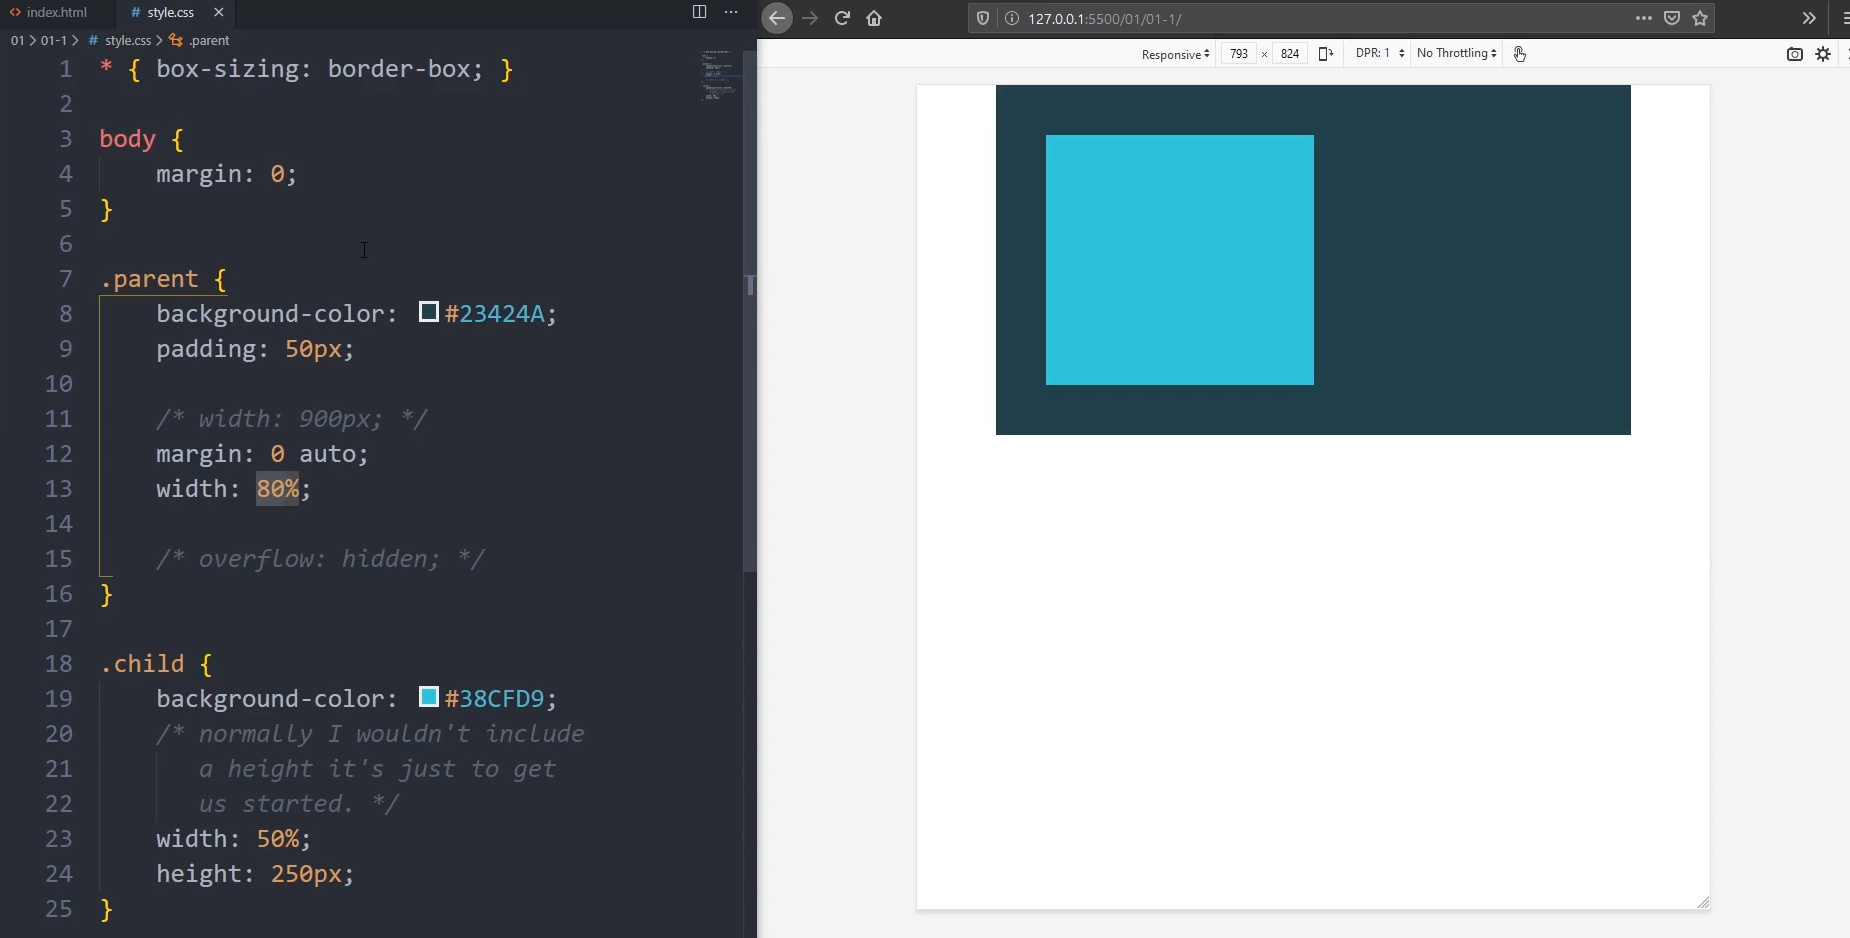 index.html
# style.css
01 > 01-1 > # style.css > .parent
1 * { box-sizing: border-box; }
2
3 body {
4 margin: 0;
5 }
6
7 .parent {
8 background-color: #23424A;
9 padding: 50px;
10
11 /* width: 900px; */
12 margin: 0 auto;
13 width: 80%;
14
15 /* overflow: hidden; */
16 }
17
18 .child {
19 background-color: #38CFD9;
20 /* normally I wouldn't include
21 a height it's just to get
22 us started. */
23 width: 50%;
24 height: 250px;
25 }
127.0.0.1:5500/01/01-1/
Responsive 793 × 824 DPR: 1 No Throttling